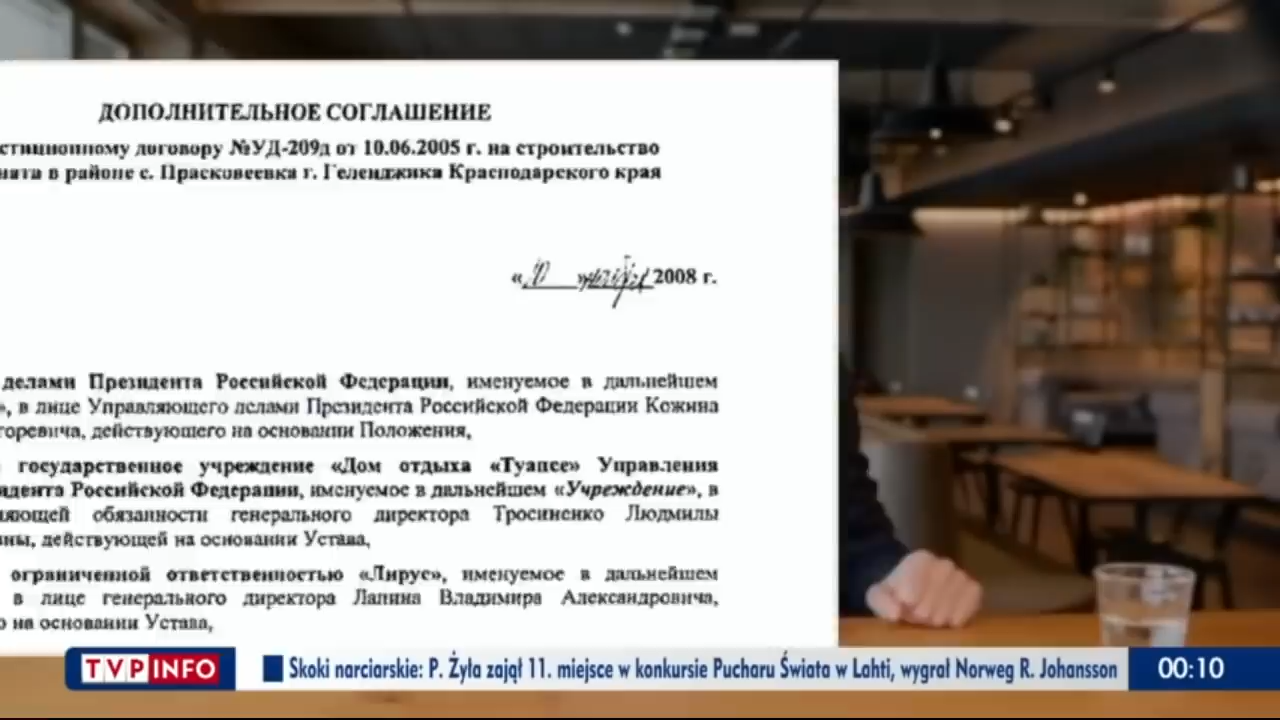 ДОПОЛНИТЕЛЬНОЕ СОГЛАШЕНИЕ
стиционному договору №УД-209д от 10.06.2005 г. на строительство
ната в районе с. Прасковеевка г. Геленджика Краснодарского края
« » 2008 г.
делами Президента Российской Федерации, именуемое в дальнейшем
», в лице Управляющего делами Президента Российской Федерации Кожина
горевича, действующего на основании Положения,
государственное учреждение «Дом отдыха «Туапсе» Управления
идента Российской Федерации, именуемое в дальнейшем «Учреждение», в
яющей обязанности генерального директора Тросиненко Людмилы
ны, действующей на основании Устава,
ограниченной ответственностью «Лирус», именуемое в дальнейшем
в лице генерального директора Лапина Владимира Александровича,
о на основании Устава,
TVP INFO
Skoki narciarskie: P. Żyła zajął 11. miejsce w konkursie Pucharu Świata w Lahti, wygrał Norweg R. Johansson
00:10